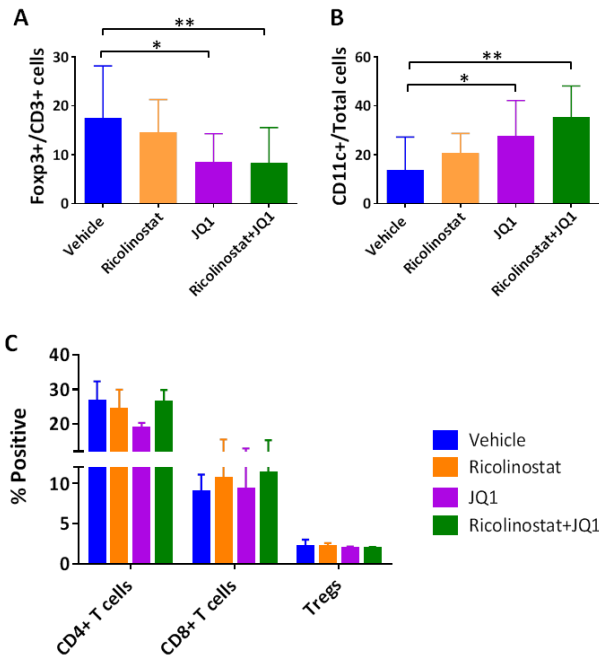 A
**
*
Foxp3+/CD3+ cells
30
20
10
0
Vehicle
Ricolinostat
JQ1
Ricolinostat+JQ1
B
**
*
CD11c+/Total cells
60
40
20
0
Vehicle
Ricolinostat
JQ1
Ricolinostat+JQ1
C
% Positive
40
30
20
10
5
0
CD4+ T cells
CD8+ T cells
Tregs
Vehicle
Ricolinostat
JQ1
Ricolinostat+JQ1